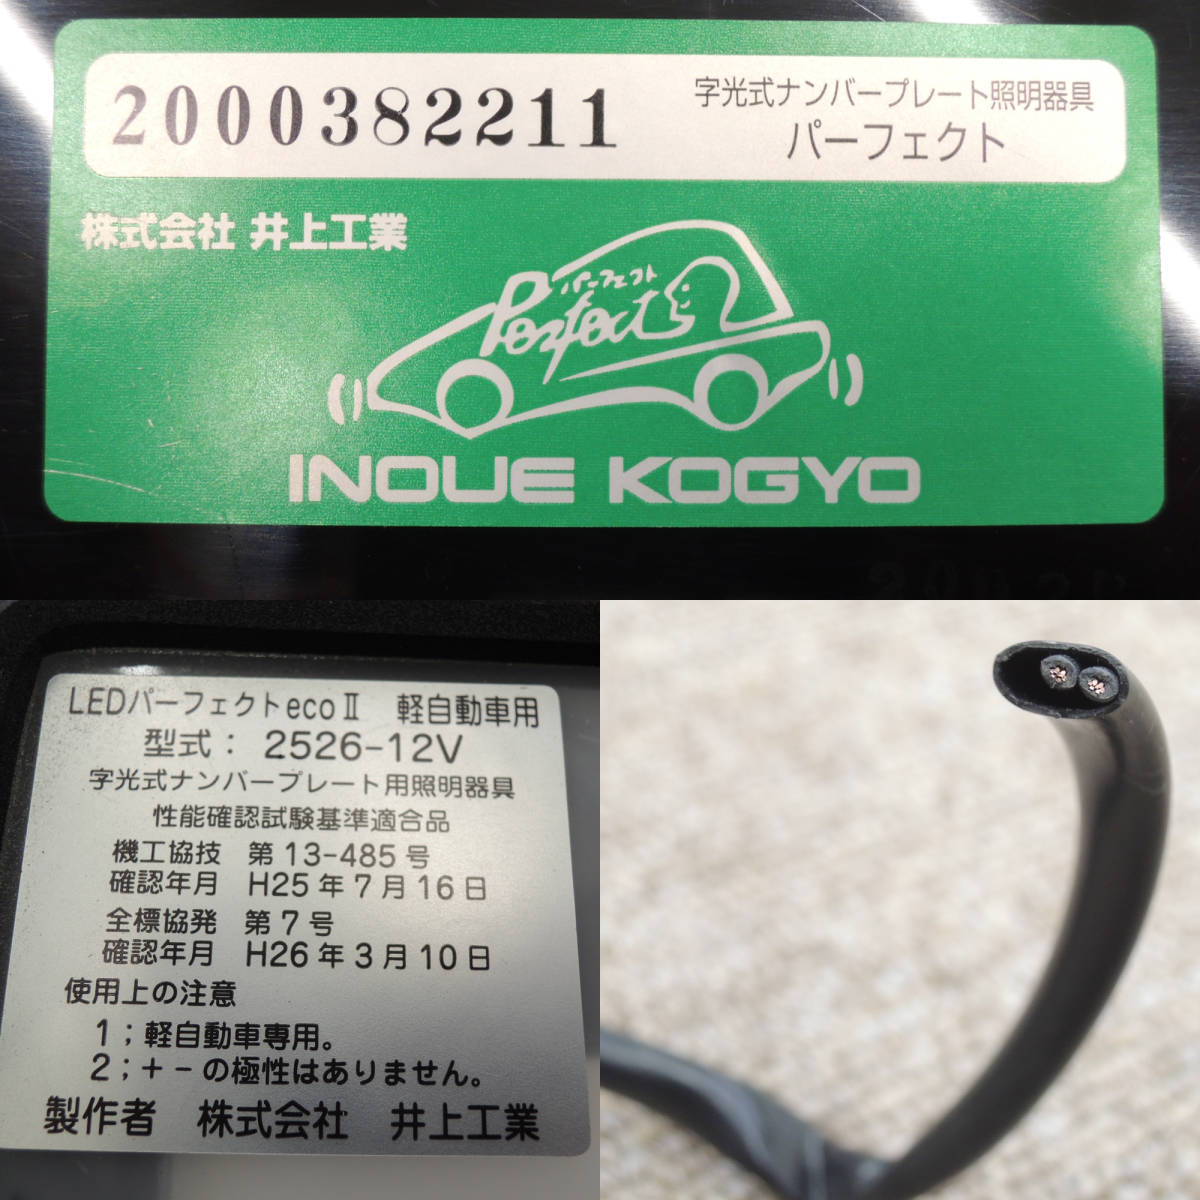 2000382211
字光式ナンバープレート照明器具
パーフェクト
株式会社 井上工業
パーフェクト
Perfect
INOUE KOGYO
LEDパーフェクトecoⅡ 軽自動車用
型式： 2526-12V
字光式ナンバープレート用照明器具
性能確認試験基準適合品
機工協技 第13-485号
確認年月 H25年7月16日
全標協発 第7号
確認年月 H26年3月10日
使用上の注意
1；軽自動車専用。
2；＋－の極性はありません。
製作者 株式会社 井上工業